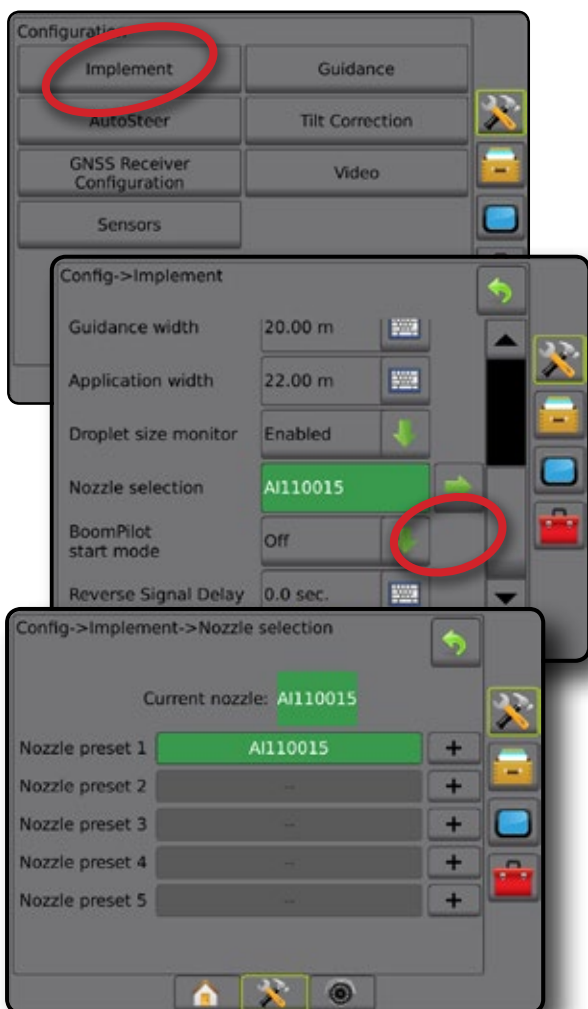 Configuration
Implement
Guidance
AutoSteer
Tilt Correction
GNSS Receiver
Configuration
Video
Sensors
Config->Implement
Guidance width 20.00 m
Application width 22.00 m
Droplet size monitor Enabled
Nozzle selection AI110015
BoomPilot
start mode Off
Reverse Signal Delay 0.0 sec.
Config->Implement->Nozzle selection
Current nozzle: AI110015
Nozzle preset 1 AI110015 +
Nozzle preset 2 -- +
Nozzle preset 3 -- +
Nozzle preset 4 -- +
Nozzle preset 5 -- +